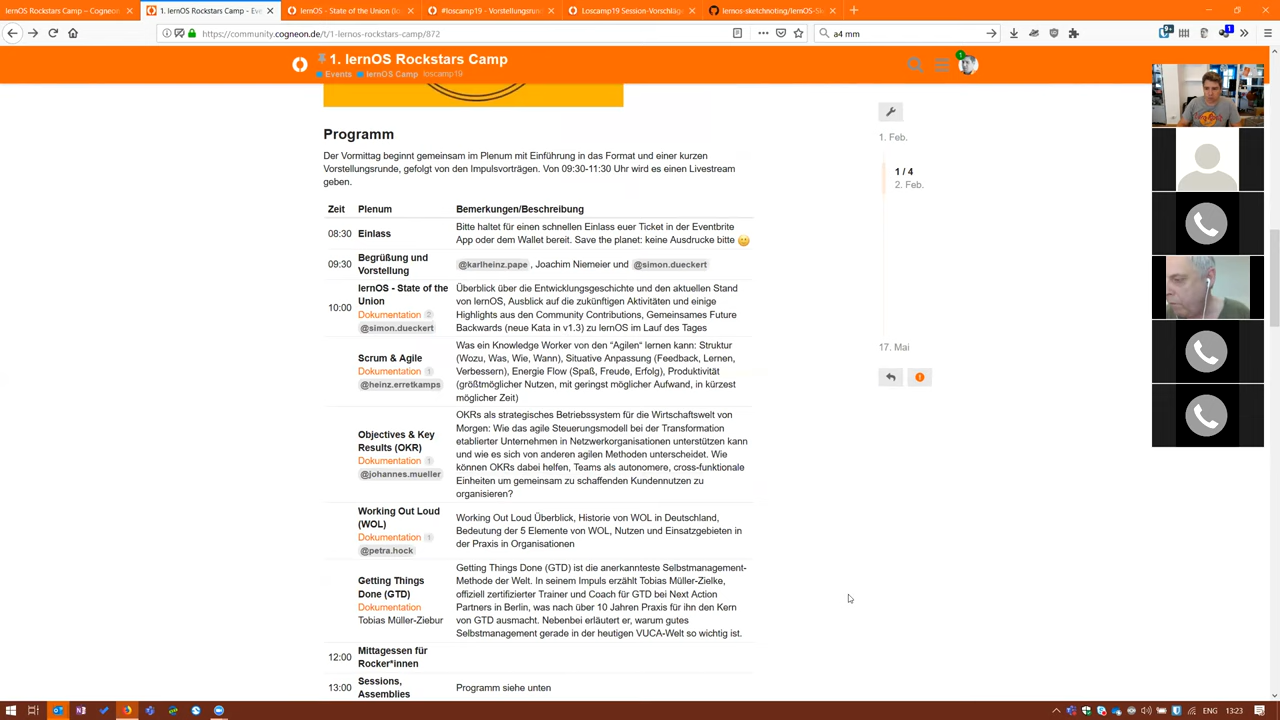 lernOS Rockstars Camp – Cogneon
1. lernOS Rockstars Camp - Eve
lernOS - State of the Union (ke
#loscamp19 - Vorstellungsrun
Loscamp19 Session-Vorschläge
lernos-sketchnoting/lernOS-Sk
https://community.cogneon.de/t/1-lernos-rockstars-camp/872
a4 mm
1. lernOS Rockstars Camp
Events lernOS Camp loscamp19
1
Programm
Der Vormittag beginnt gemeinsam im Plenum mit Einführung in das Format und einer kurzen
Vorstellungsrunde, gefolgt von den Impulsvorträgen. Von 09:30-11:30 Uhr wird es einen Livestream
geben.
Zeit Plenum Bemerkungen/Beschreibung
08:30 Einlass Bitte haltet für einen schnellen Einlass euer Ticket in der Eventbrite
App oder dem Wallet bereit. Save the planet: keine Ausdrucke bitte
09:30 Begrüßung und
Vorstellung
@karlheinz.pape , Joachim Niemeier und @simon.dueckert
10:00 lernOS - State of the
Union
Dokumentation 2
@simon.dueckert
Überblick über die Entwicklungsgeschichte und den aktuellen Stand
von lernOS, Ausblick auf die zukünftigen Aktivitäten und einige
Highlights aus den Community Contributions, Gemeinsames Future
Backwards (neue Kata in v1.3) zu lernOS im Lauf des Tages
Scrum & Agile
Dokumentation 1
@heinz.erretkamps
Was ein Knowledge Worker von den "Agilen" lernen kann: Struktur
(Wozu, Was, Wie, Wann), Situative Anpassung (Feedback, Lernen,
Verbessern), Energie Flow (Spaß, Freude, Erfolg), Produktivität
(größtmöglicher Nutzen, mit geringst möglicher Aufwand, in kürzest
möglicher Zeit)
Objectives & Key
Results (OKR)
Dokumentation 1
@johannes.mueller
OKRs als strategisches Betriebssystem für die Wirtschaftswelt von
Morgen: Wie das agile Steuerungsmodell bei der Transformation
etablierter Unternehmen in Netzwerkorganisationen unterstützen kann
und wie es sich von anderen agilen Methoden unterscheidet. Wie
können OKRs dabei helfen, Teams als autonomere, cross-funktionale
Einheiten um gemeinsam zu schaffenden Kundennutzen zu
organisieren?
Working Out Loud
(WOL)
Dokumentation 1
@petra.hock
Working Out Loud Überblick, Historie von WOL in Deutschland,
Bedeutung der 5 Elemente von WOL, Nutzen und Einsatzgebieten in
der Praxis in Organisationen
Getting Things
Done (GTD)
Dokumentation
Tobias Müller-Ziebur
Getting Things Done (GTD) ist die anerkannteste Selbstmanagement-
Methode der Welt. In seinem Impuls erzählt Tobias Müller-Zielke,
offiziell zertifizierter Trainer und Coach für GTD bei Next Action
Partners in Berlin, was nach über 10 Jahren Praxis für ihn den Kern
von GTD ausmacht. Nebenbei erläutert er, warum gutes
Selbstmanagement gerade in der heutigen VUCA-Welt so wichtig ist.
12:00 Mittagessen für
Rocker*innen
13:00 Sessions,
Assemblies
Programm siehe unten
1. Feb.
1 / 4
2. Feb.
17. Mai
ENG 13:23